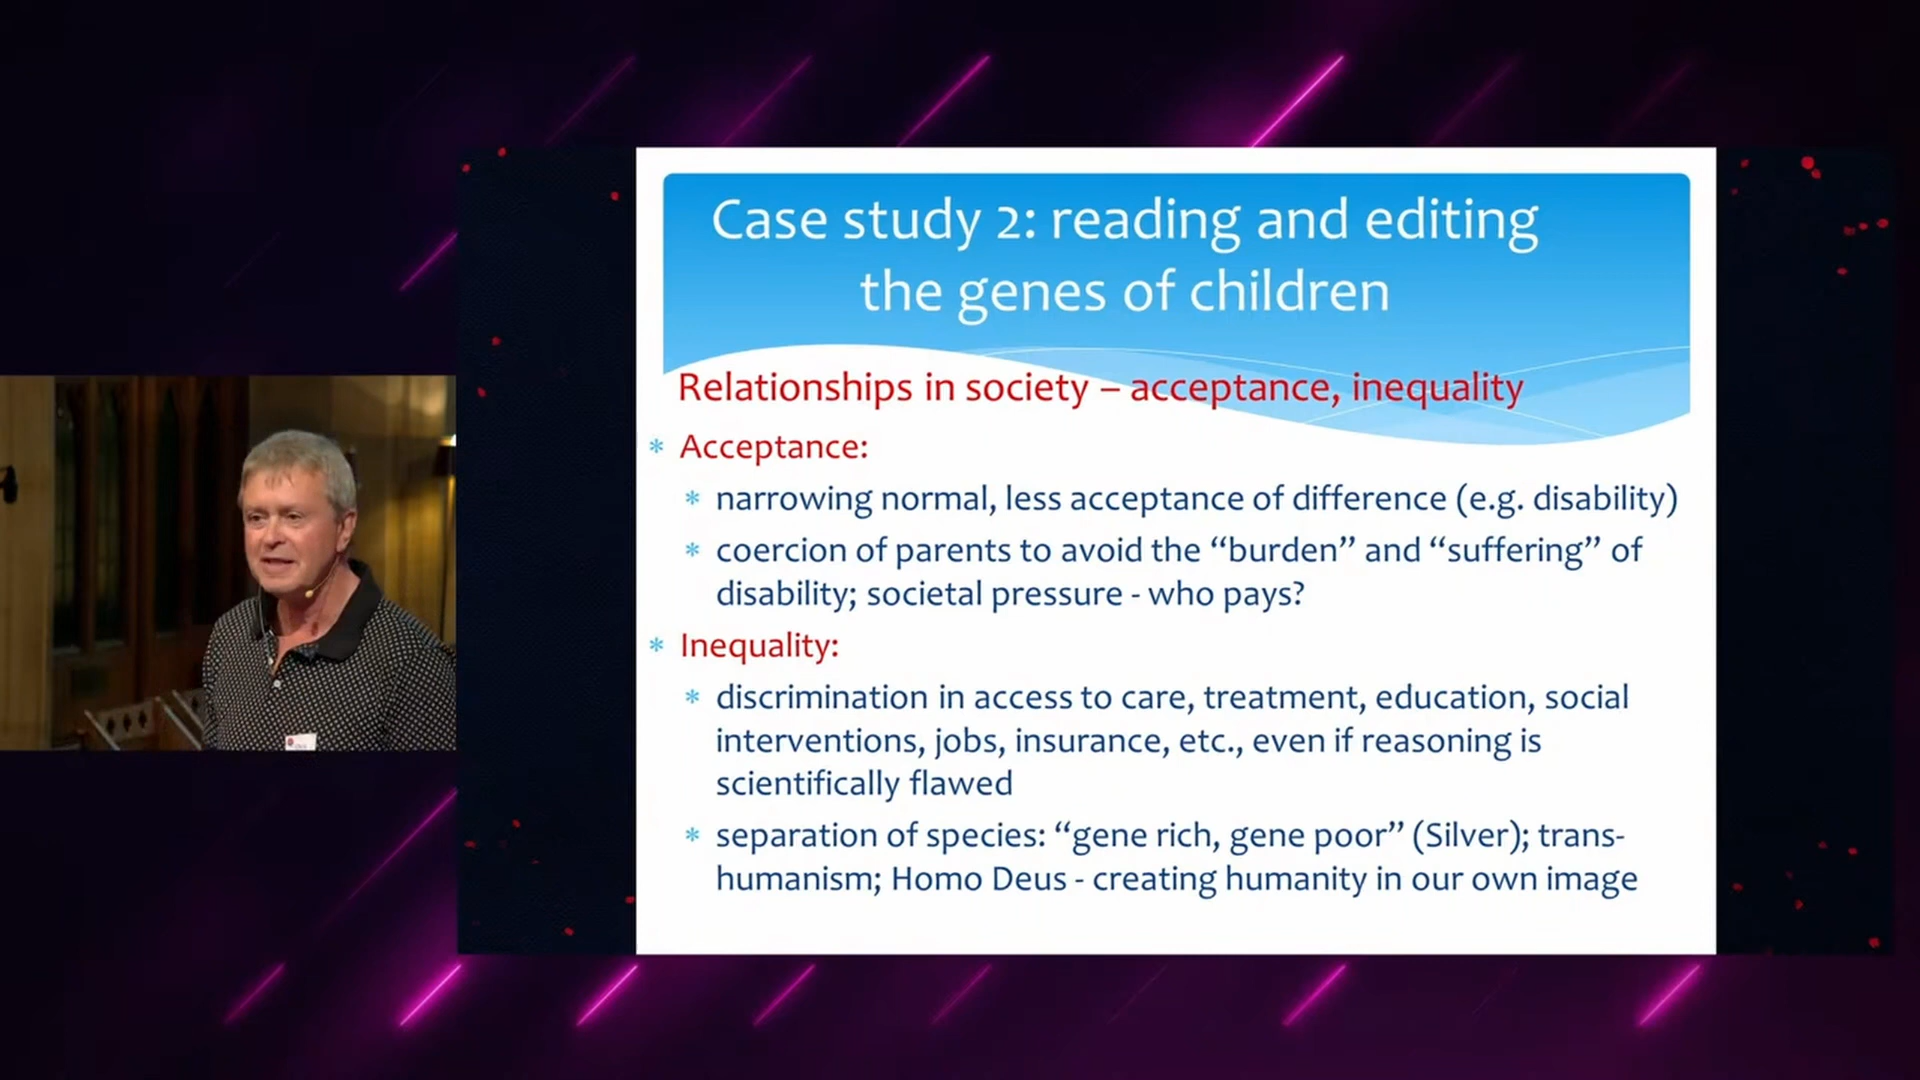 Case study 2: reading and editing
the genes of children
Relationships in society – acceptance, inequality
* Acceptance:
* narrowing normal, less acceptance of difference (e.g. disability)
* coercion of parents to avoid the “burden” and “suffering” of
disability; societal pressure - who pays?
* Inequality:
* discrimination in access to care, treatment, education, social
interventions, jobs, insurance, etc., even if reasoning is
scientifically flawed
* separation of species: “gene rich, gene poor” (Silver); trans-
humanism; Homo Deus - creating humanity in our own image